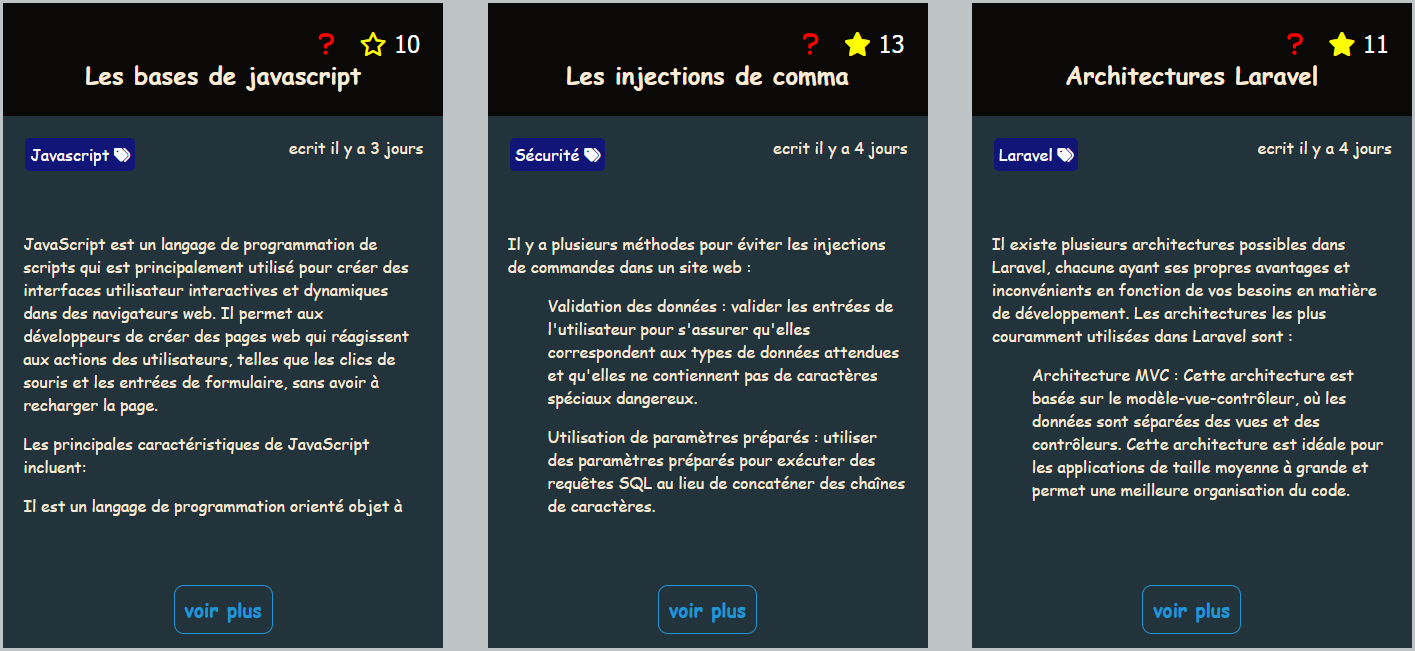 ? 10
Les bases de javascript
Javascript
ecrit il y a 3 jours
JavaScript est un langage de programmation de
scripts qui est principalement utilisé pour créer des
interfaces utilisateur interactives et dynamiques
dans des navigateurs web. Il permet aux
développeurs de créer des pages web qui réagissent
aux actions des utilisateurs, telles que les clics de
souris et les entrées de formulaire, sans avoir à
recharger la page.
Les principales caractéristiques de JavaScript
incluent:
Il est un langage de programmation orienté objet à
voir plus
? 13
Les injections de comma
Sécurité
ecrit il y a 4 jours
Il y a plusieurs méthodes pour éviter les injections
de commandes dans un site web :
Validation des données : valider les entrées de
l'utilisateur pour s'assurer qu'elles
correspondent aux types de données attendues
et qu'elles ne contiennent pas de caractères
spéciaux dangereux.
Utilisation de paramètres préparés : utiliser
des paramètres préparés pour exécuter des
requêtes SQL au lieu de concaténer des chaînes
de caractères.
voir plus
? 11
Architectures Laravel
Laravel
ecrit il y a 4 jours
Il existe plusieurs architectures possibles dans
Laravel, chacune ayant ses propres avantages et
inconvénients en fonction de vos besoins en matière
de développement. Les architectures les plus
couramment utilisées dans Laravel sont :
Architecture MVC : Cette architecture est
basée sur le modèle-vue-contrôleur, où les
données sont séparées des vues et des
contrôleurs. Cette architecture est idéale pour
les applications de taille moyenne à grande et
permet une meilleure organisation du code.
voir plus